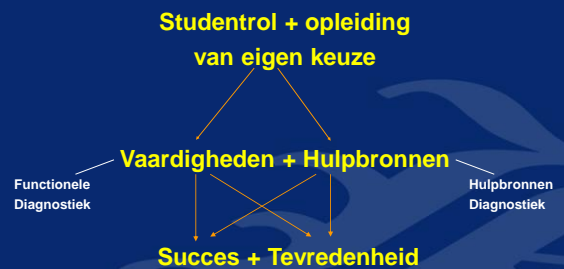 Studentrol + opleiding
van eigen keuze
Vaardigheden + Hulpbronnen
Functionele
Diagnostiek
Hulpbronnen
Diagnostiek
Succes + Tevredenheid